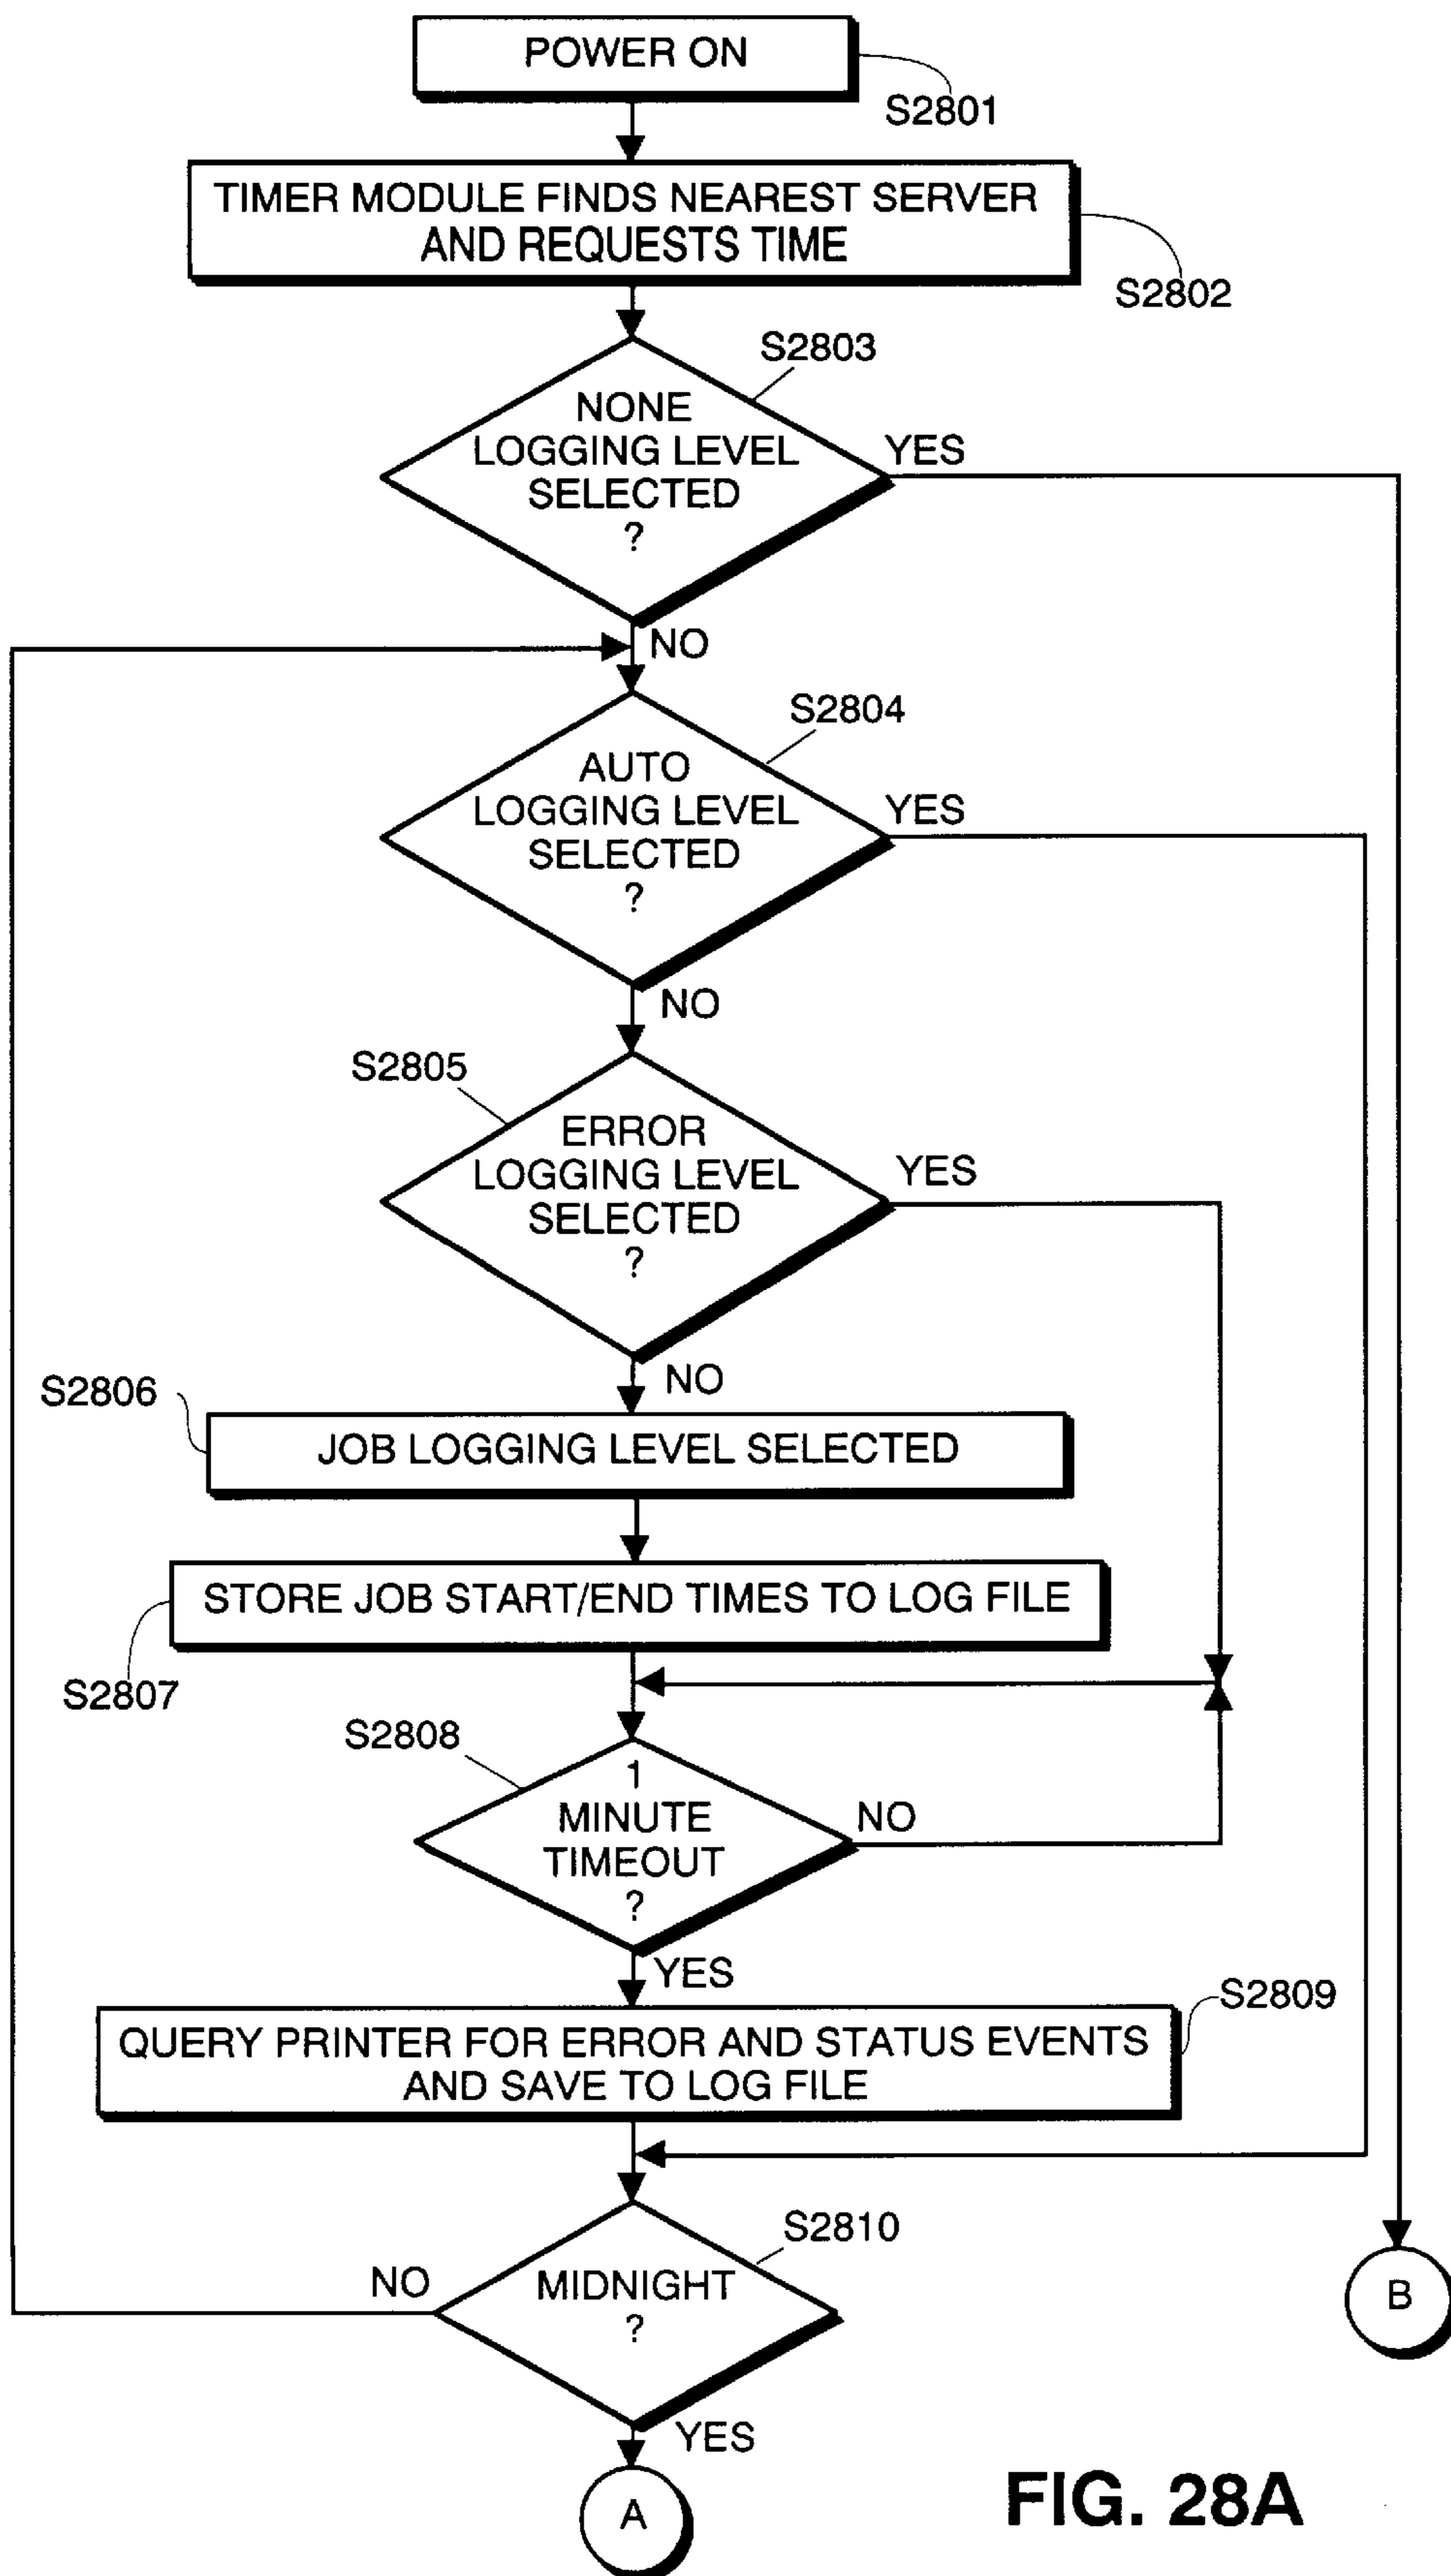 POWER ON
S2801
TIMER MODULE FINDS NEAREST SERVER
AND REQUESTS TIME
S2802
S2803
NONE
LOGGING LEVEL
SELECTED
?
YES
NO
S2804
AUTO
LOGGING LEVEL
SELECTED
?
YES
NO
S2805
ERROR
LOGGING LEVEL
SELECTED
?
YES
NO
S2806
JOB LOGGING LEVEL SELECTED
STORE JOB START/END TIMES TO LOG FILE
S2807
S2808
1
MINUTE
TIMEOUT
?
NO
YES
S2809
QUERY PRINTER FOR ERROR AND STATUS EVENTS
AND SAVE TO LOG FILE
S2810
NO
MIDNIGHT
?
B
YES
A
FIG. 28A